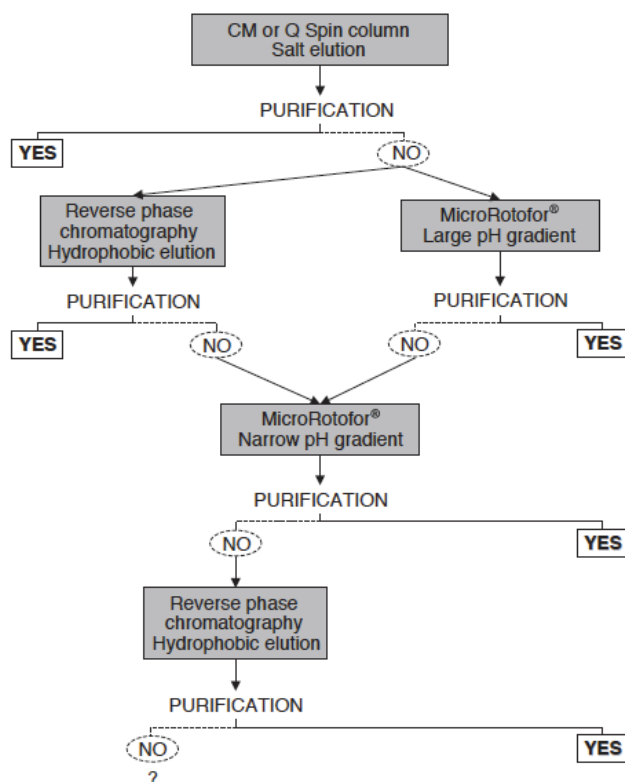 CM or Q Spin column
Salt elution
PURIFICATION
YES
NO
Reverse phase
chromatography
Hydrophobic elution
MicroRotofor®
Large pH gradient
PURIFICATION
PURIFICATION
YES
NO
NO
YES
MicroRotofor®
Narrow pH gradient
PURIFICATION
NO
YES
Reverse phase
chromatography
Hydrophobic elution
PURIFICATION
NO
YES
?